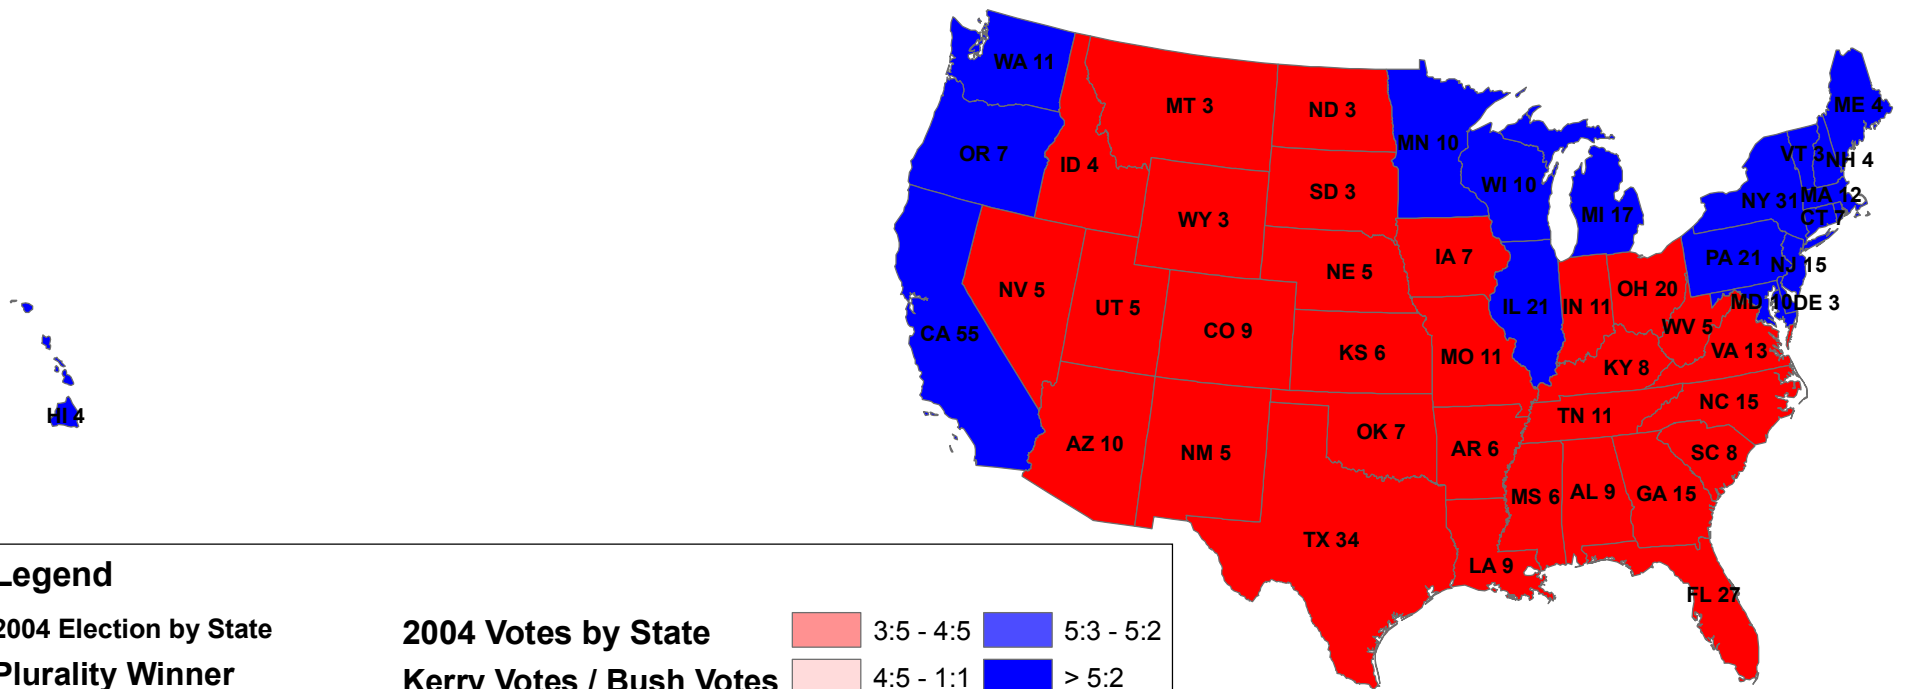 WA 11
MT 3
ND 3
ME 4
MN 10
OR 7
ID 4
VT 3
NH 4
WI 10
SD 3
MA 12
NY 31
WY 3
MI 17
CT 7
IA 7
PA 21
NJ 15
NE 5
NV 5
OH 20
UT 5
IL 21
IN 11
MD 10
DE 3
CO 9
WV 5
CA 55
KS 6
MO 11
VA 13
KY 8
HI 4
TN 11
NC 15
AZ 10
NM 5
OK 7
AR 6
SC 8
MS 6
AL 9
GA 15
TX 34
LA 9
FL 27
Legend
2004 Election by State
Plurality Winner
2004 Votes by State
Kerry Votes / Bush Votes
3:5 - 4:5
5:3 - 5:2
4:5 - 1:1
> 5:2